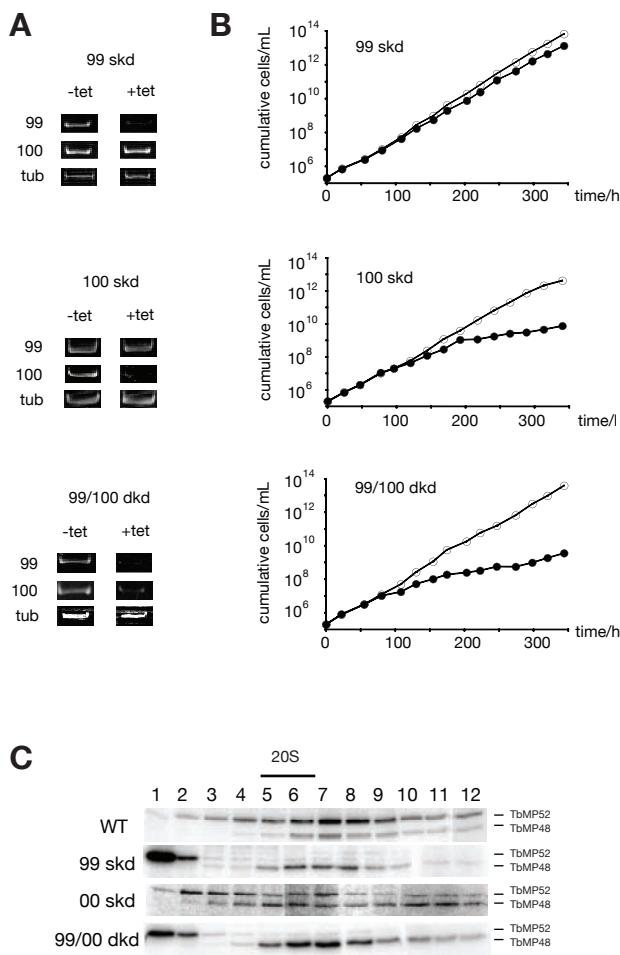 A
99 skd
-tet +tet
99
100
tub
100 skd
-tet +tet
99
100
tub
99/100 dkd
-tet +tet
99
100
tub
B
99 skd
cumulative cells/mL
10^14
10^12
10^10
10^8
10^6
0 100 200 300 time/h
100 skd
cumulative cells/mL
10^14
10^12
10^10
10^8
10^6
0 100 200 300 time/l
99/100 dkd
cumulative cells/mL
10^14
10^12
10^10
10^8
10^6
0 100 200 300 time/h
C
20S
1 2 3 4 5 6 7 8 9 10 11 12
WT
TbMP52
TbMP48
99 skd
TbMP52
TbMP48
00 skd
TbMP52
TbMP48
99/00 dkd
TbMP52
TbMP48